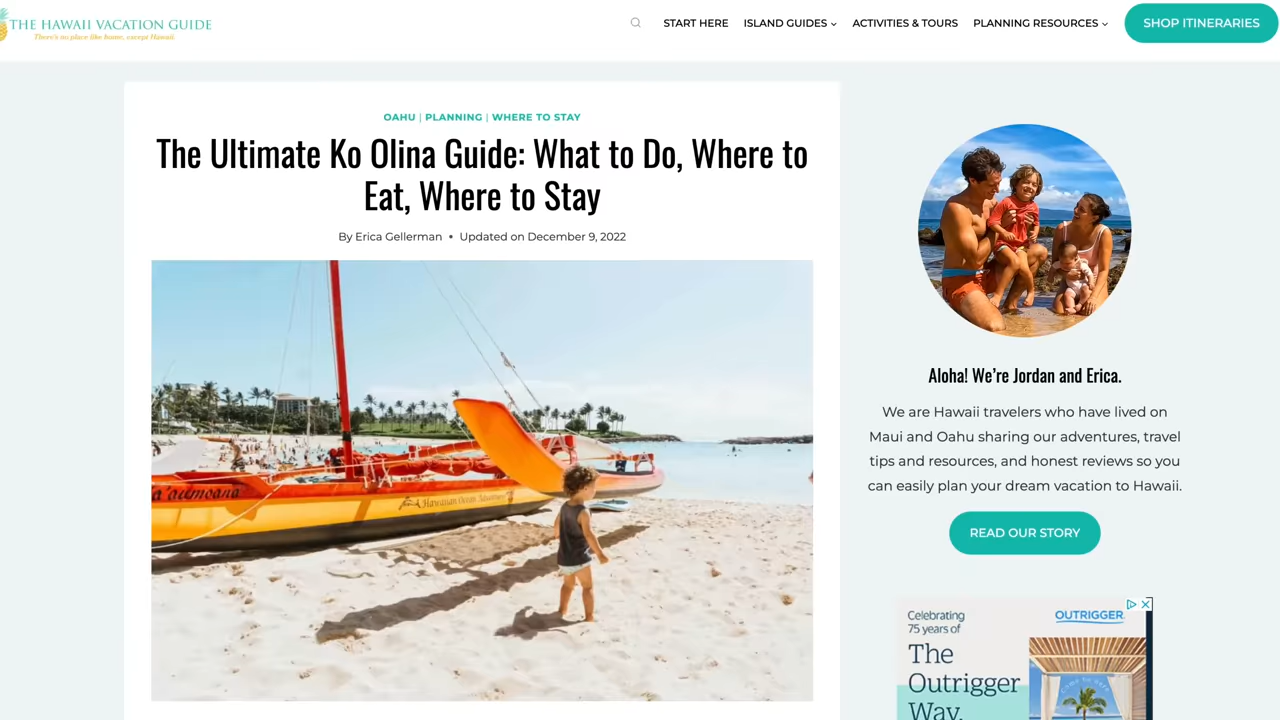 THE HAWAII VACATION GUIDE
There's no place like home, except Hawaii
START HERE
ISLAND GUIDES
ACTIVITIES & TOURS
PLANNING RESOURCES
SHOP ITINERARIES
OAHU | PLANNING | WHERE TO STAY
The Ultimate Ko Olina Guide: What to Do, Where to
Eat, Where to Stay
By Erica Gellerman • Updated on December 9, 2022
Hawaiian Ocean Adventures
Aloha! We're Jordan and Erica.
We are Hawaii travelers who have lived on
Maui and Oahu sharing our adventures, travel
tips and resources, and honest reviews so you
can easily plan your dream vacation to Hawaii.
READ OUR STORY
Celebrating
75 years of
The
Outrigger
Way.
OUTRIGGER